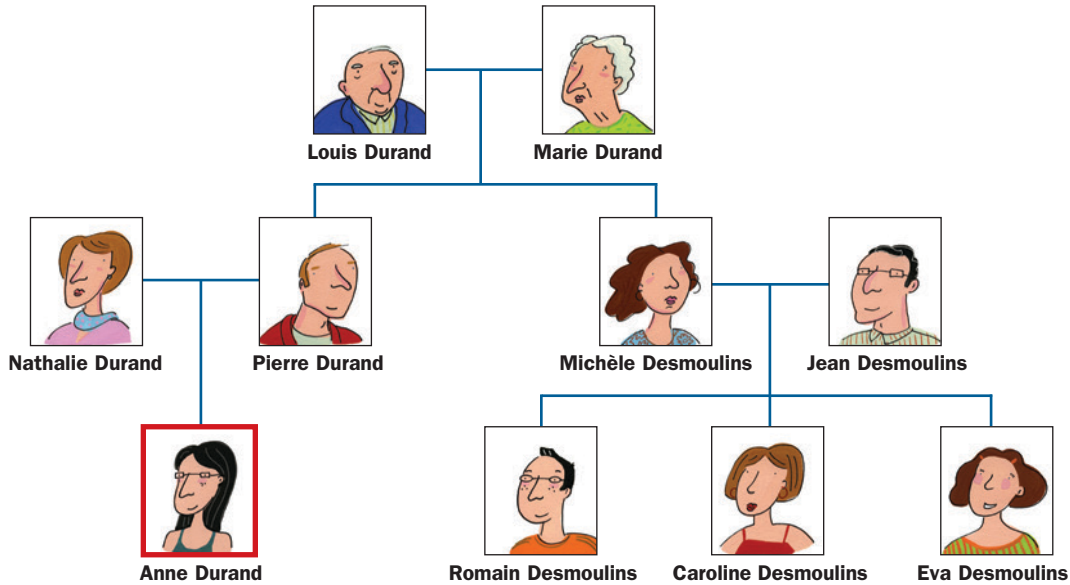 Louis Durand
Marie Durand
Nathalie Durand
Pierre Durand
Michèle Desmoulins
Jean Desmoulins
Anne Durand
Romain Desmoulins
Caroline Desmoulins
Eva Desmoulins